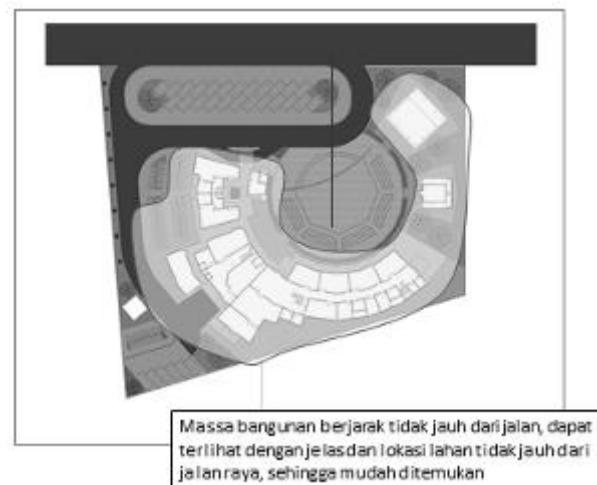 Massa bangunan berjarak tidak jauh dari jalan, dapat
terlihat dengan jelas dan lokasi lahan tidak jauh dari
jalan raya, sehingga mudah ditemukan